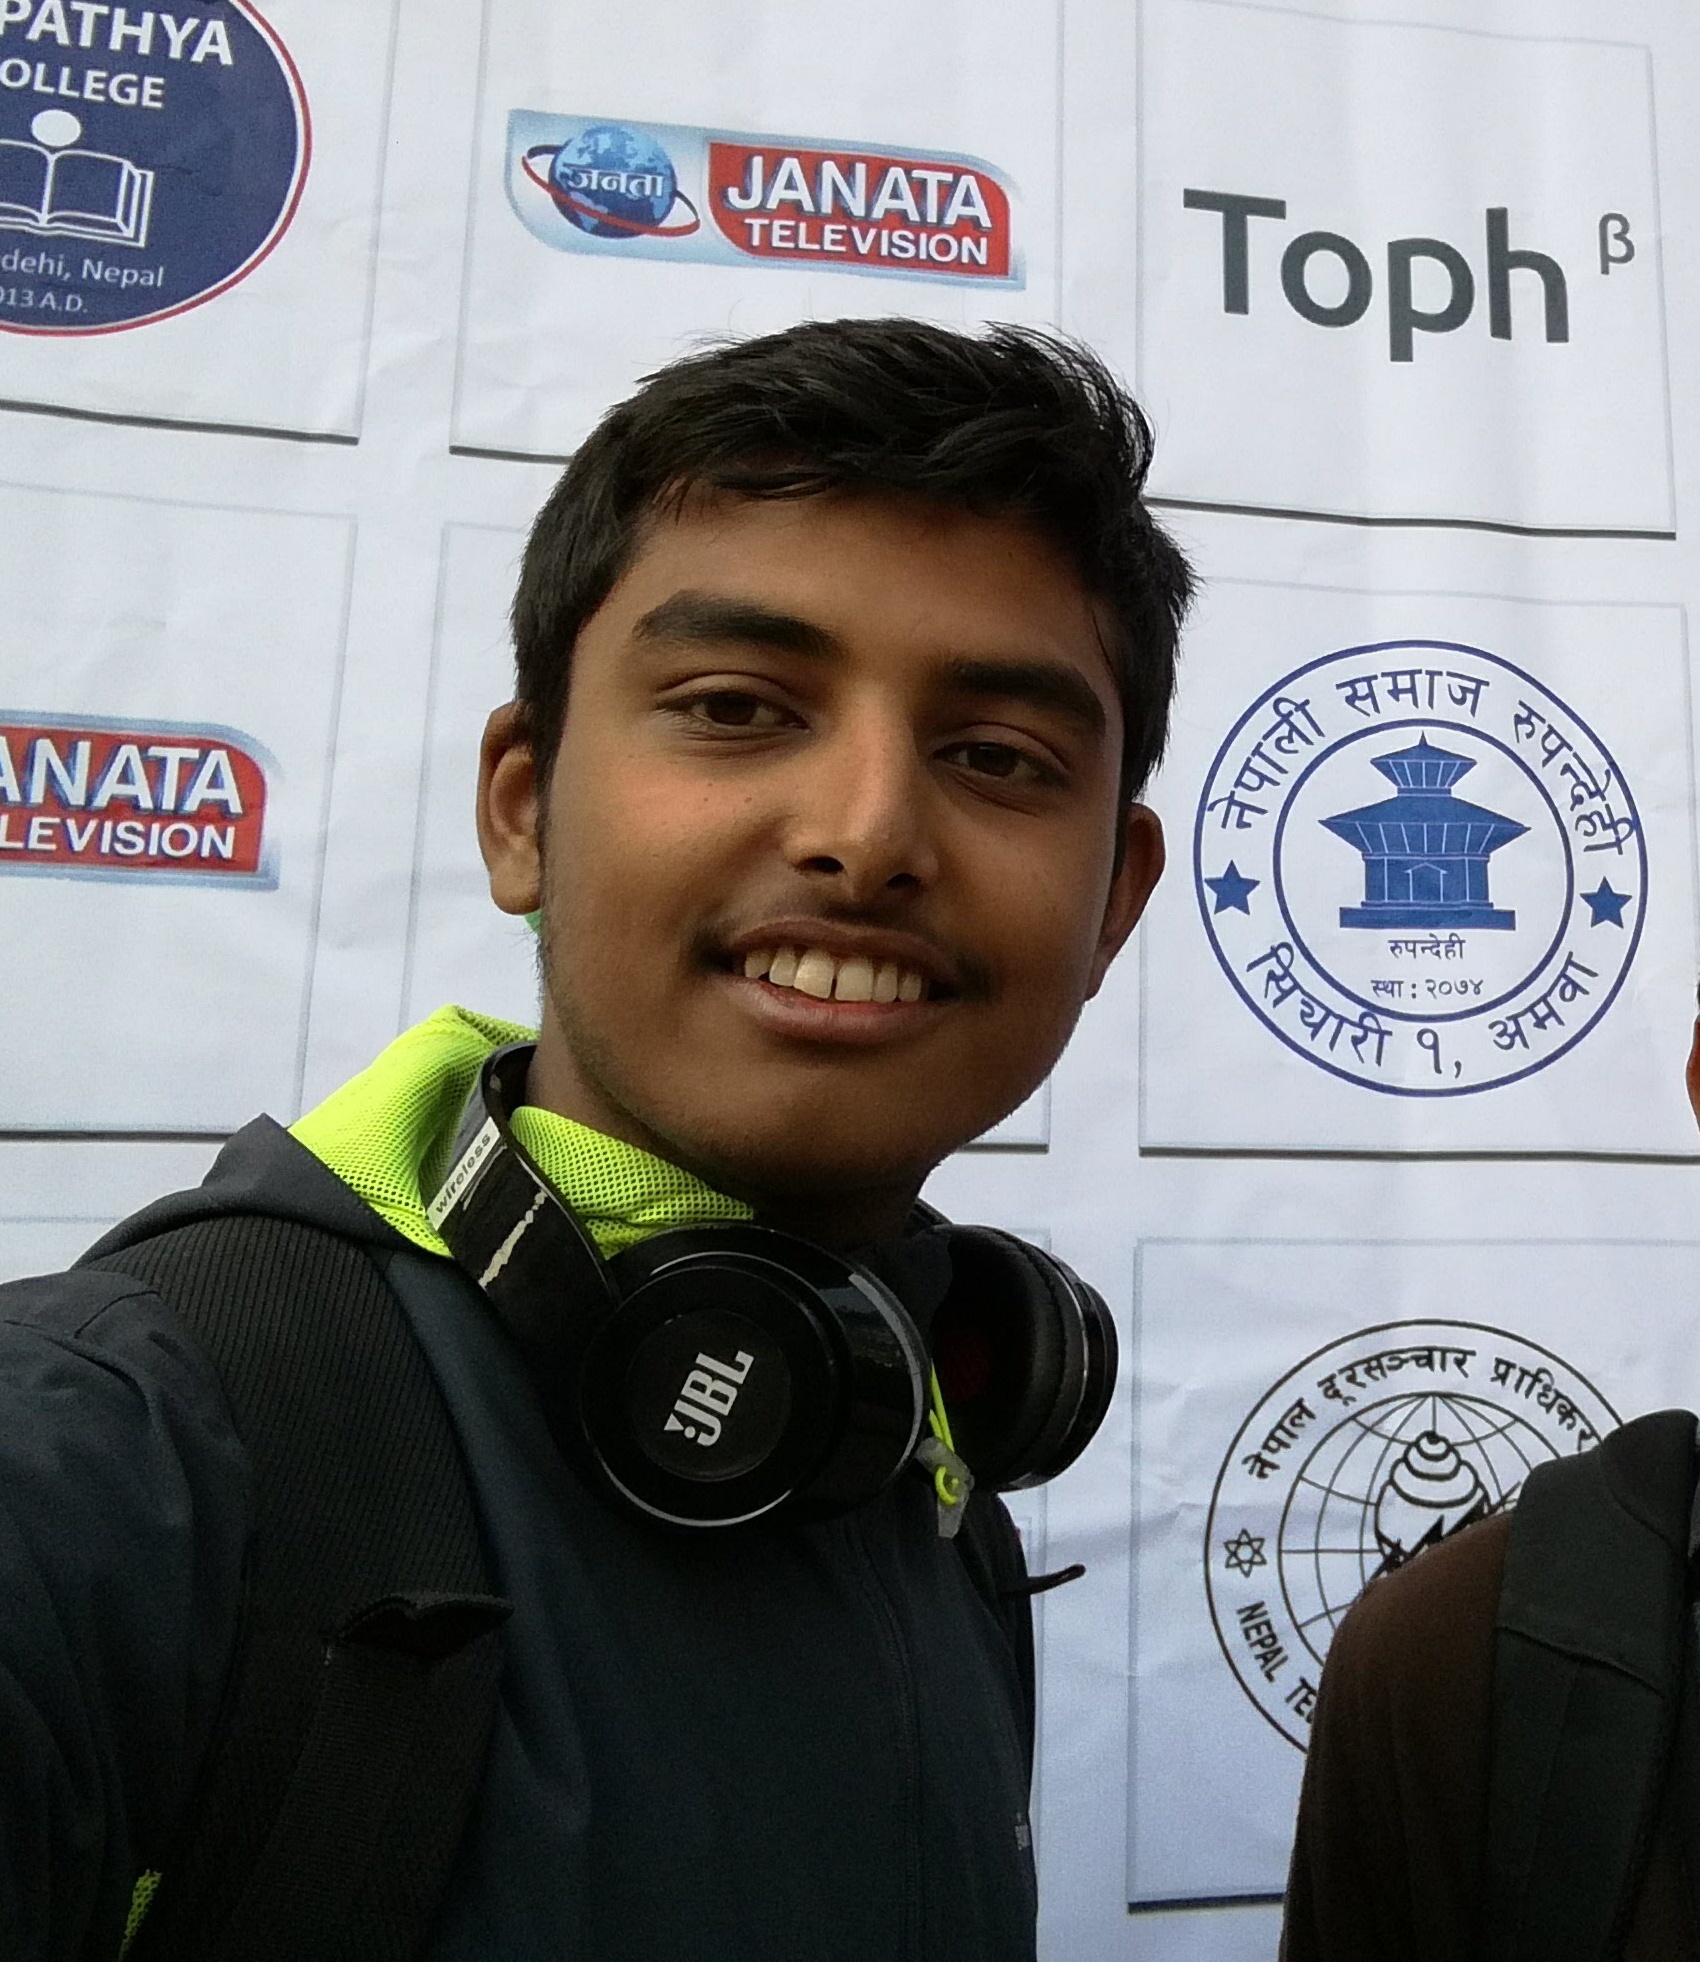 PATHYA
OLLEGE
dehi, Nepal
013 A.D.
जनता
JANATA
TELEVISION
Toph β
ANATA
LEVISION
नेपाली समाज रुपन्देही
रुपन्देही
स्था : २०७४
सियारी १, अमवा
wireless
JBL
नेपाल दूरसञ्चार प्राधिकर
NEPAL TE